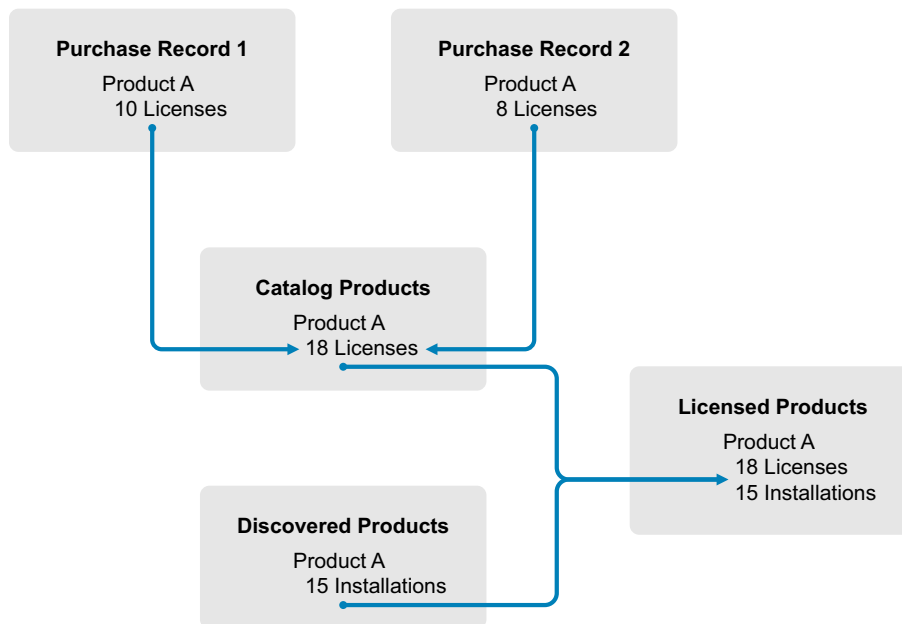 Purchase Record 1
Product A
10 Licenses
Purchase Record 2
Product A
8 Licenses
Catalog Products
Product A
18 Licenses
Licensed Products
Product A
18 Licenses
15 Installations
Discovered Products
Product A
15 Installations